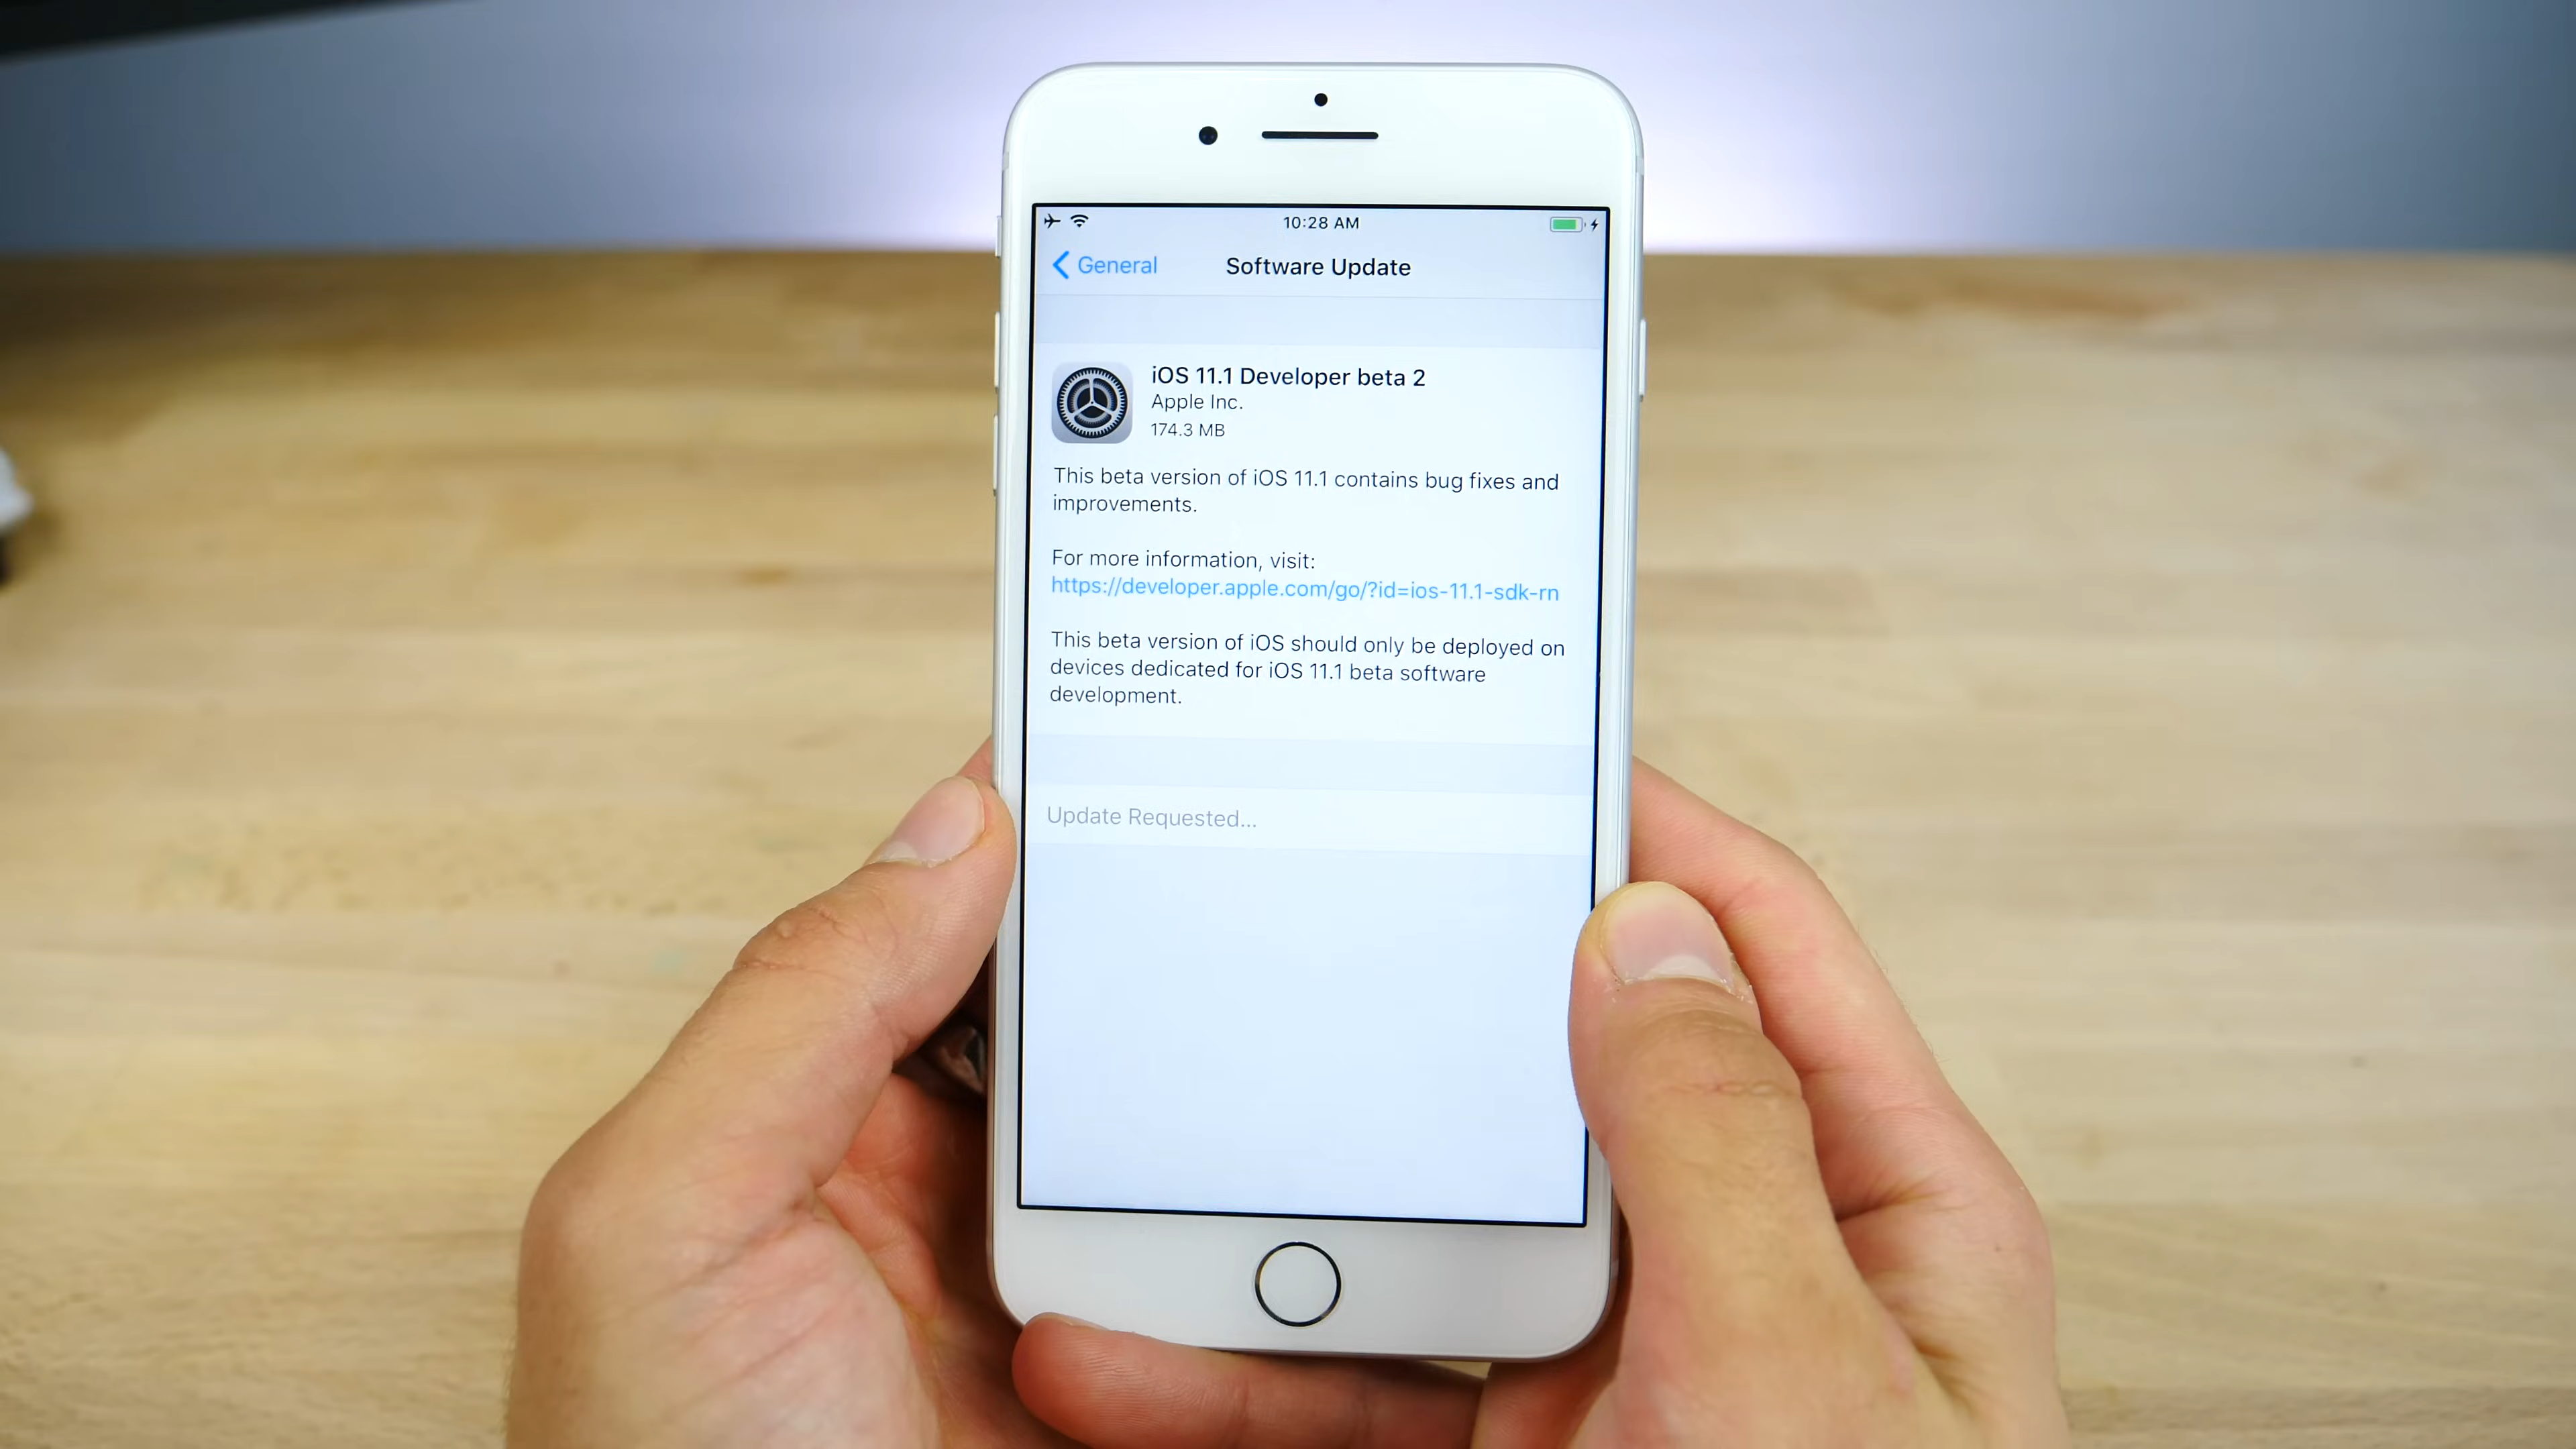 10:28 AM
General
Software Update
iOS 11.1 Developer beta 2
Apple Inc.
174.3 MB
This beta version of iOS 11.1 contains bug fixes and
improvements.
For more information, visit:
https://developer.apple.com/go/?id=ios-11.1-sdk-rn
This beta version of iOS should only be deployed on
devices dedicated for iOS 11.1 beta software
development.
Update Requested...